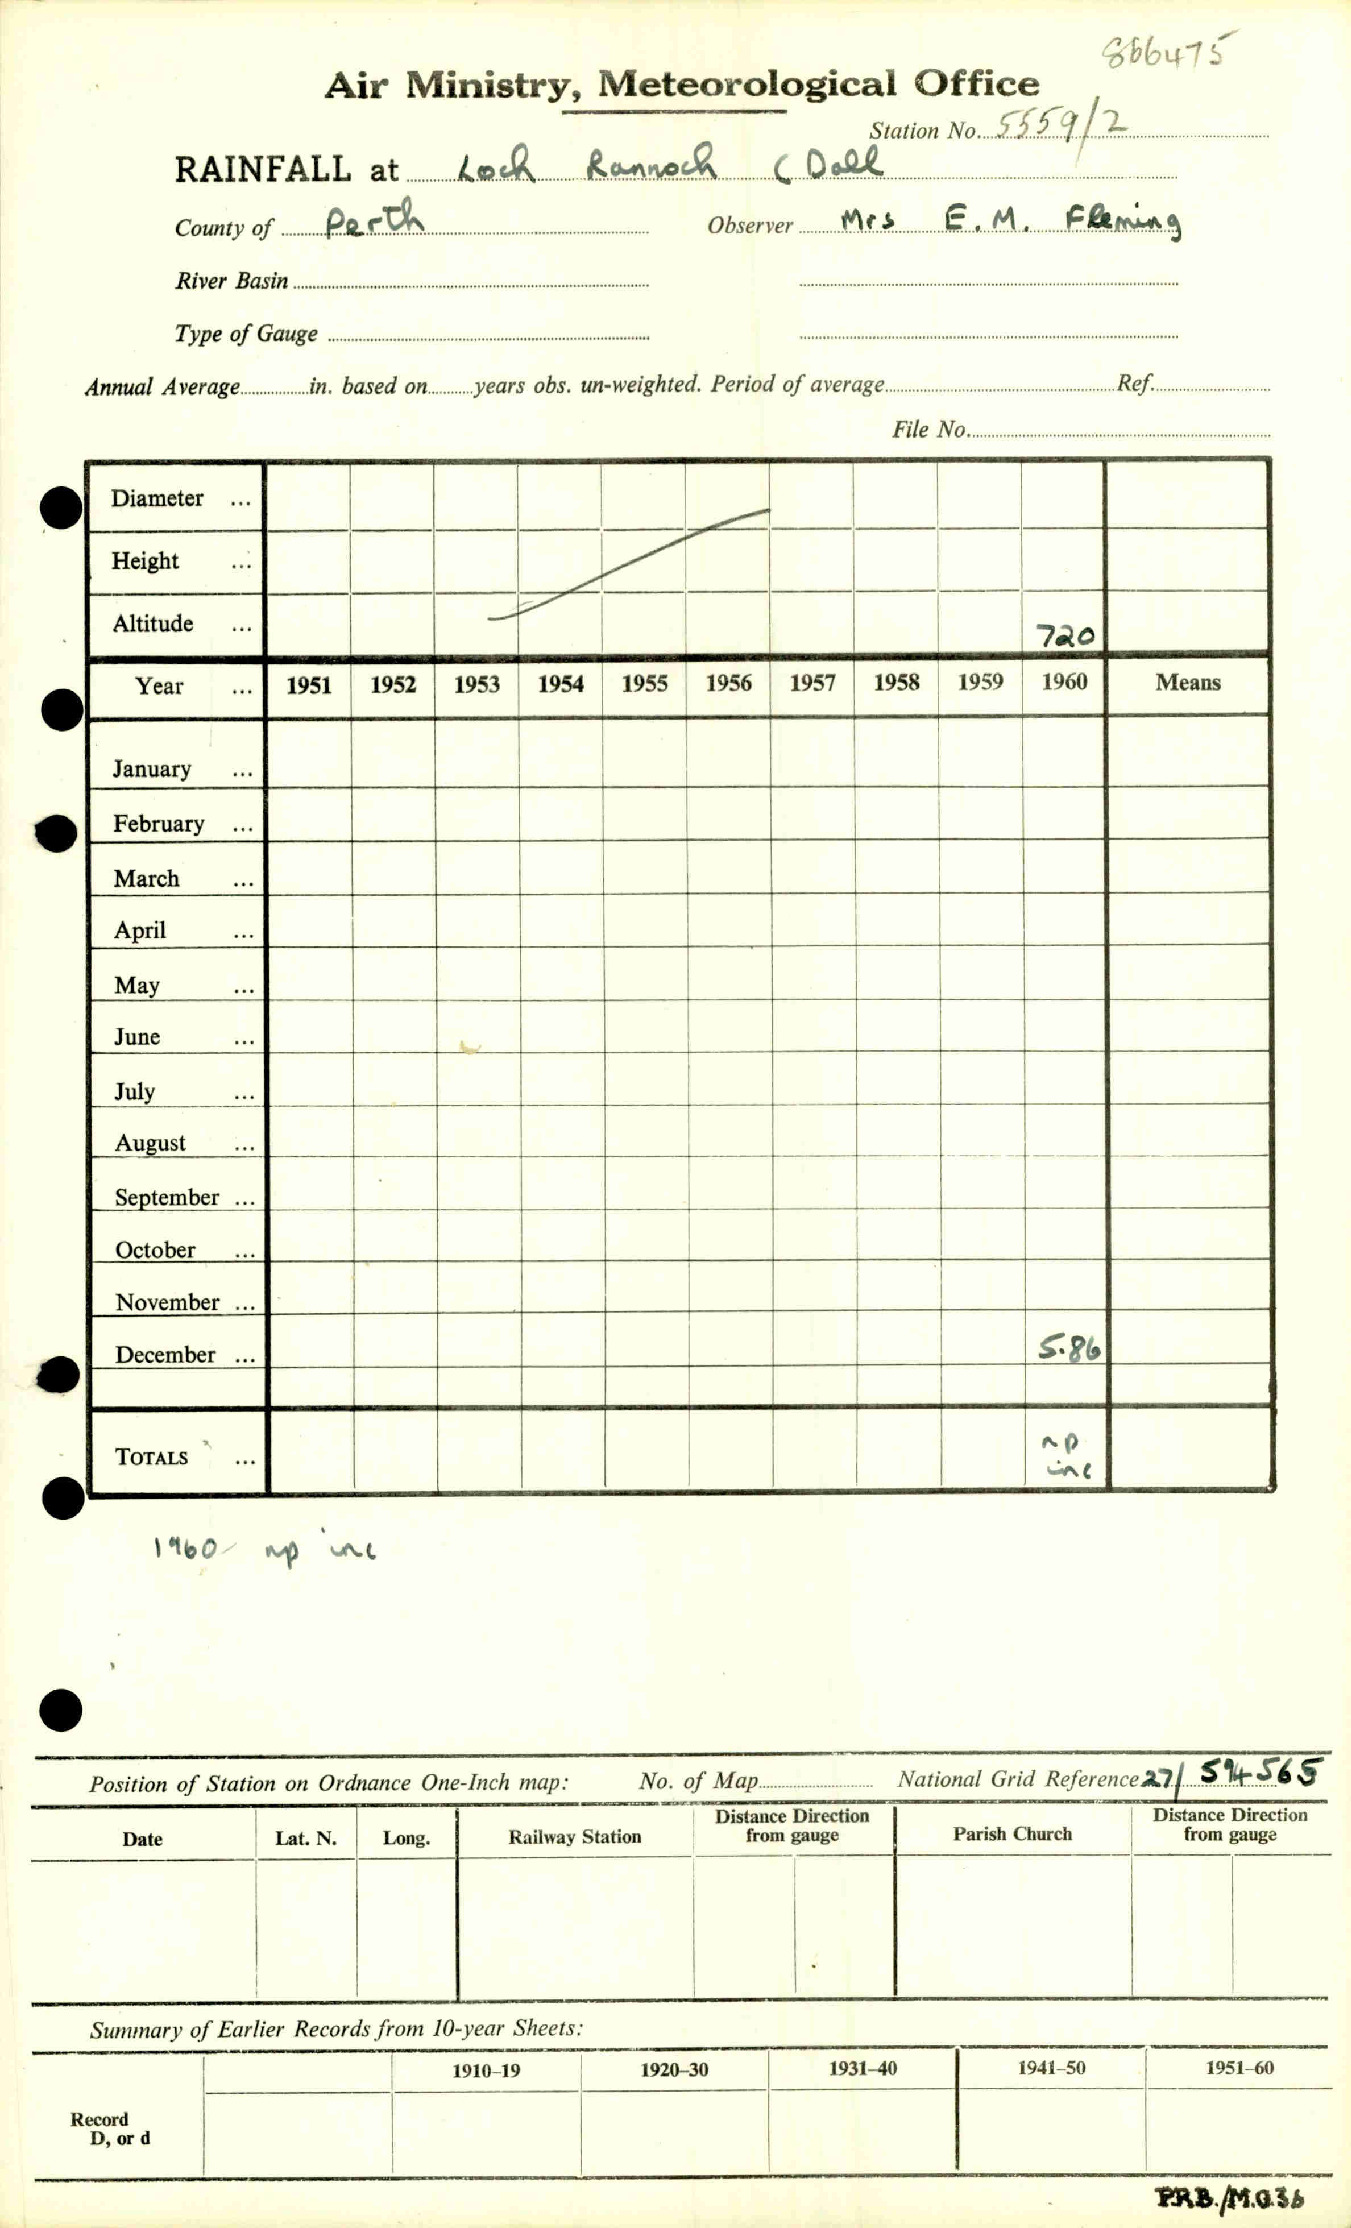 866475
Air Ministry, Meteorological Office
Station No. 5559/2
RAINFALL at Loch Rannoch (Dall
County of Perth Observer Mrs E. M. Fleming
River Basin
Type of Gauge
Annual Average in. based on years obs. un-weighted. Period of average Ref.
File No.
Diameter ...
Height ...
Altitude ... 720
Year ... 1951 1952 1953 1954 1955 1956 1957 1958 1959 1960 Means
January ...
February ...
March ...
April ...
May ...
June ...
July ...
August ...
September ...
October ...
November ...
December ... 5.86
TOTALS ... np
inc
1960 np inc
Position of Station on Ordnance One-Inch map: No. of Map National Grid Reference 27/ 594565
Date Lat. N. Long. Railway Station Distance Direction from gauge Parish Church Distance Direction from gauge
Summary of Earlier Records from 10-year Sheets:
1910–19 1920–30 1931–40 1941–50 1951–60
Record
D, or d
P.R.B./M.O.36